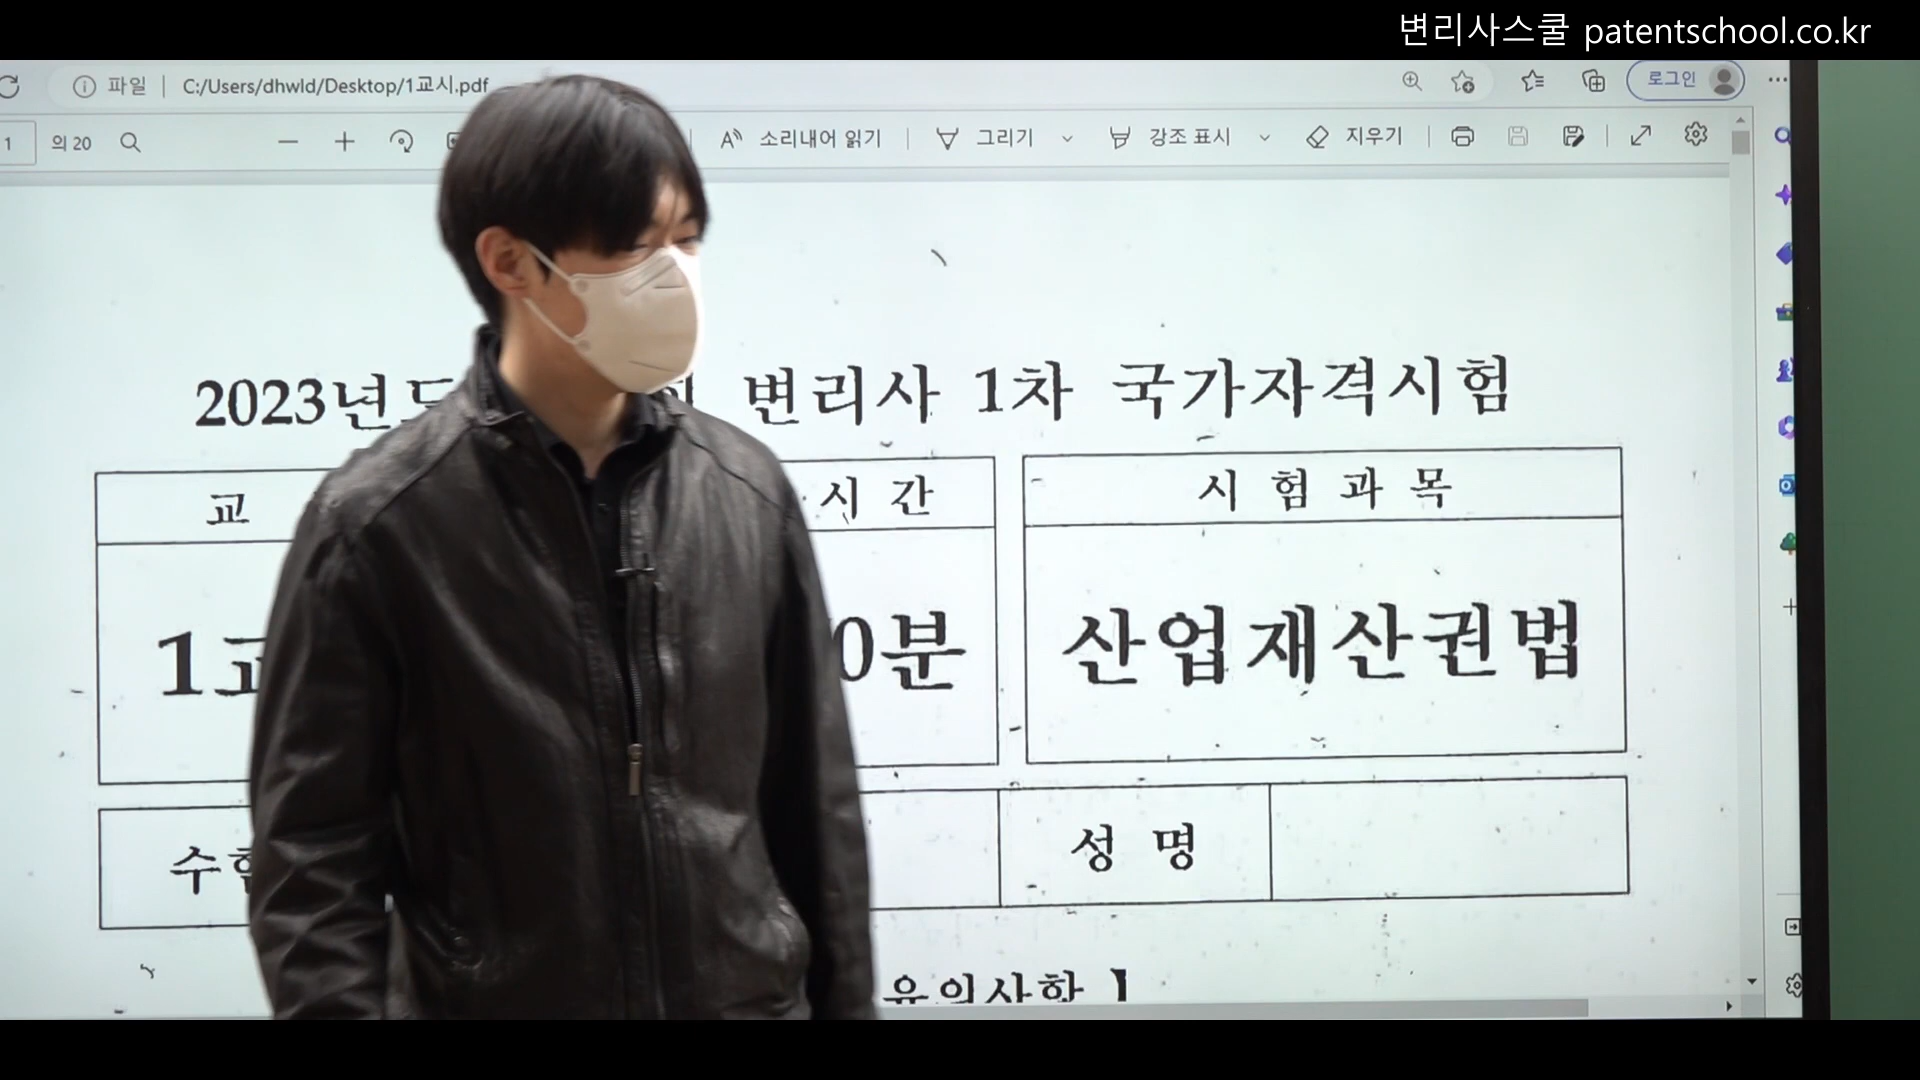 변리사스쿨 patentschool.co.kr
파일 | C:/Users/dhwld/Desktop/1교시.pdf 로그인
1 의 20 소리내어 읽기 그리기 강조 표시 지우기
2023년도 변리사 1차 국가자격시험
교 시간 시험과목
1교 0분 산업재산권법
수험 성명
유의사항 】